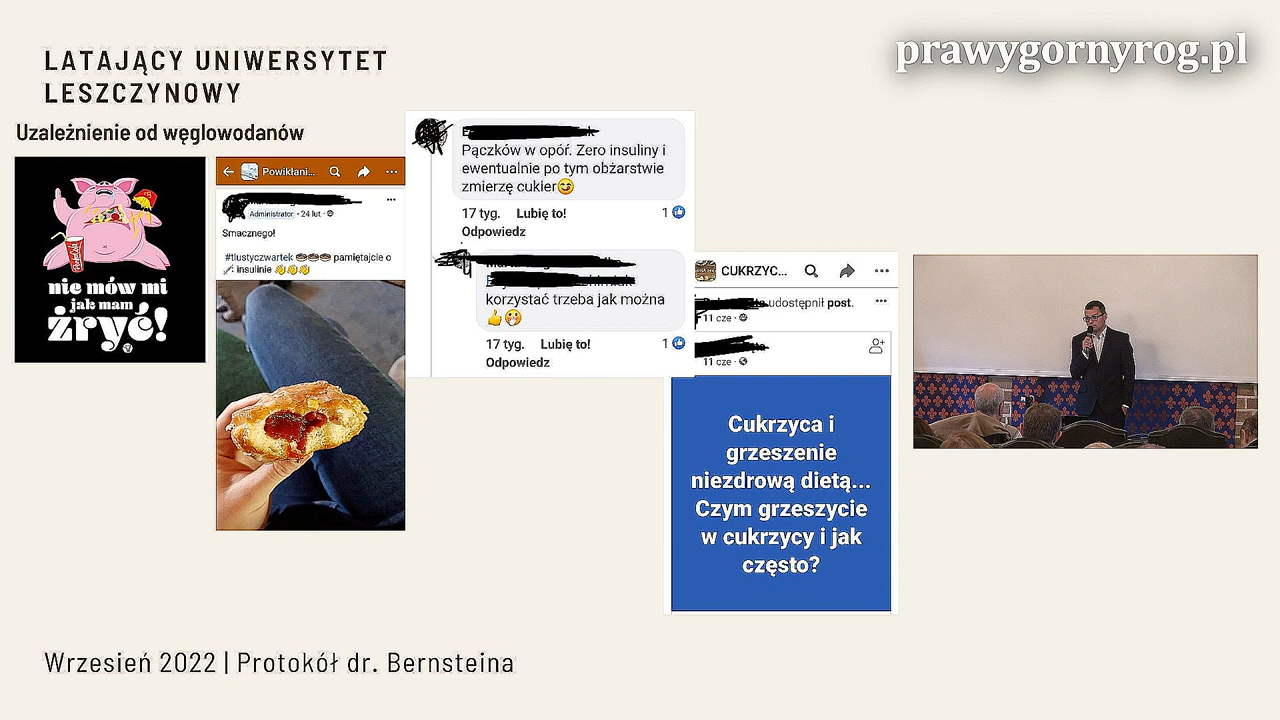 LATAJĄCY UNIWERSYTET
LESZCZYNOWY
prawygornyrog.pl
Uzależnienie od węglowodanów
nie mów mi
jak mam
żryć!
Powikłani...
Administrator • 24 lut •
Smacznego!
#tlustyczwartek 🍩🍩🍩 pamiętajcie o
💉 insulinie 👋👋👋
Pączków w opór. Zero insuliny i
ewentualnie po tym obżarstwie
zmierzę cukier😊
17 tyg. Lubię to! 1
Odpowiedz
korzystać trzeba jak można
👍😁
17 tyg. Lubię to! 1
Odpowiedz
CUKRZYC...
udostępnił post.
11 cze •
11 cze •
Cukrzyca i
grzeszenie
niezdrową dietą...
Czym grzeszycie
w cukrzycy i jak
często?
Wrzesień 2022 | Protokół dr. Bernsteina